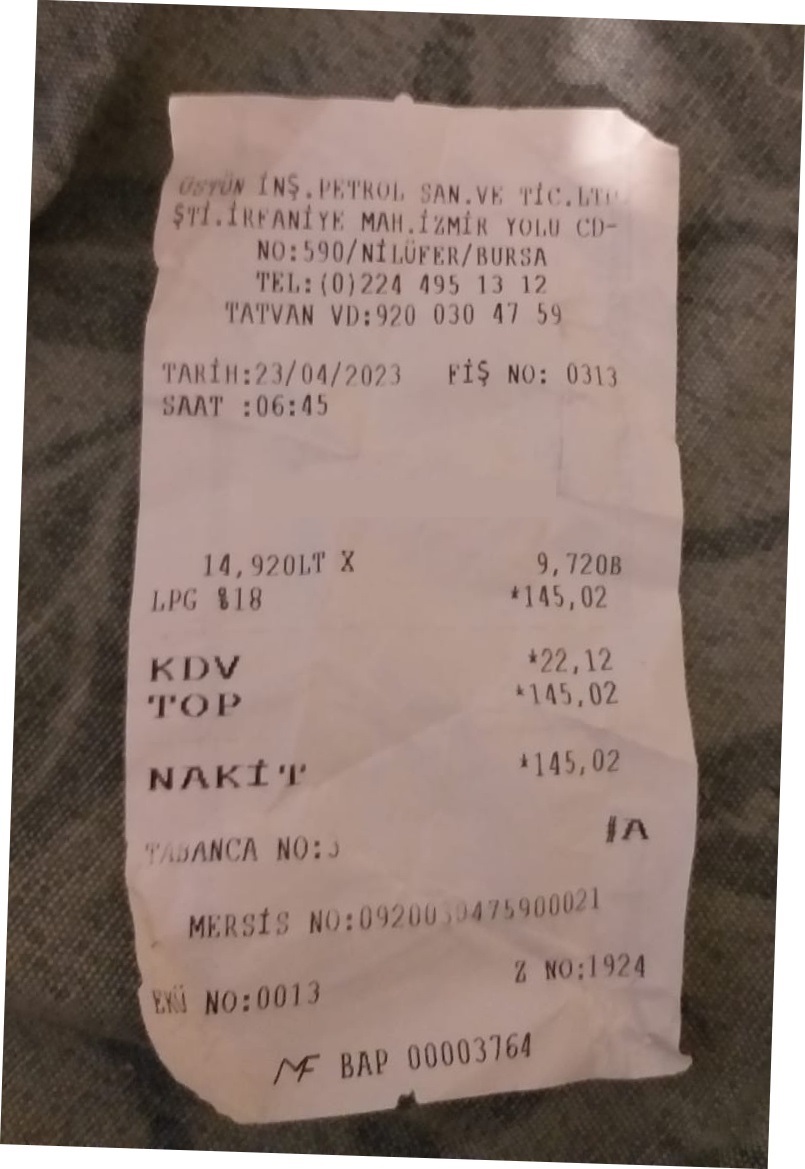 ÜSTÜN İNŞ.PETROL SAN.VE TİC.LTD
ŞTİ.İRFANİYE MAH.İZMİR YOLU CD-
NO:590/NİLÜFER/BURSA
TEL:(0)224 495 13 12
TATVAN VD:920 030 47 59
TARİH:23/04/2023 FİŞ NO: 0313
SAAT :06:45
14,920LT X 9,720B
LPG %18 *145,02
KDV *22,12
TOP *145,02
NAKİT *145,02
#A
TABANCA NO:3
MERSİS NO:0920030475900021
Z NO:1924
EKÜ NO:0013
MF BAP 00003764